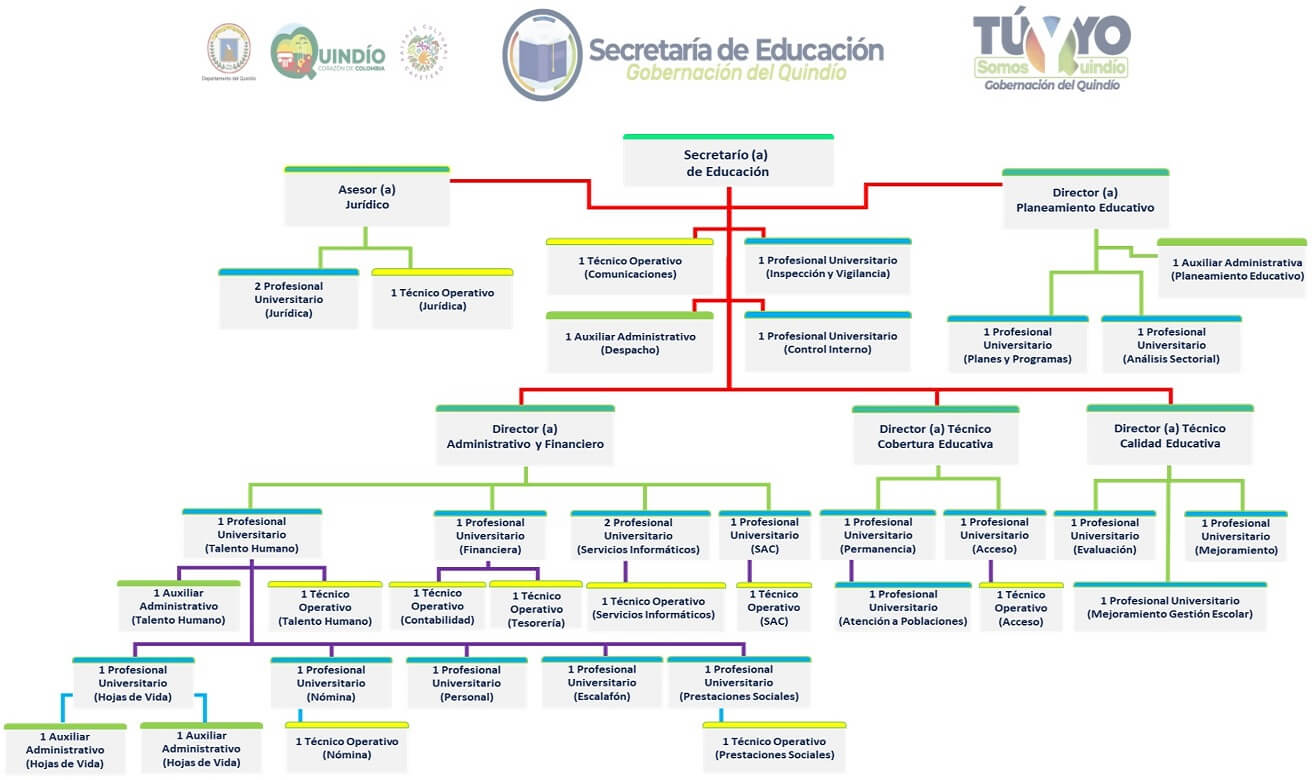 Departamento del Quindío
QUINDÍO
CORAZÓN DE COLOMBIA
Secretaría de Educación
Gobernación del Quindío
TÚ Y YO
Somos Quindío
Gobernación del Quindío
Secretarío (a)
de Educación
Asesor (a)
Jurídico
Director (a)
Planeamiento Educativo
2 Profesional
Universitario
(Jurídica)
1 Técnico Operativo
(Jurídica)
1 Técnico Operativo
(Comunicaciones)
1 Profesional Universitario
(Inspección y Vigilancia)
1 Auxiliar Administrativo
(Despacho)
1 Profesional Universitario
(Control Interno)
1 Auxiliar Administrativa
(Planeamiento Educativo)
1 Profesional
Universitario
(Planes y Programas)
1 Profesional
Universitario
(Análisis Sectorial)
Director (a)
Administrativo y Financiero
Director (a) Técnico
Cobertura Educativa
Director (a) Técnico
Calidad Educativa
1 Profesional
Universitario
(Talento Humano)
1 Profesional
Universitario
(Financiera)
2 Profesional
Universitario
(Servicios Informáticos)
1 Profesional
Universitario
(SAC)
1 Profesional
Universitario
(Permanencia)
1 Profesional
Universitario
(Acceso)
1 Profesional
Universitario
(Evaluación)
1 Profesional
Universitario
(Mejoramiento)
1 Auxiliar
Administrativo
(Talento Humano)
1 Técnico
Operativo
(Talento Humano)
1 Técnico
Operativo
(Contabilidad)
1 Técnico
Operativo
(Tesorería)
1 Técnico Operativo
(Servicios Informáticos)
1 Técnico
Operativo
(SAC)
1 Profesional
Universitario
(Atención a Poblaciones)
1 Técnico
Operativo
(Acceso)
1 Profesional Universitario
(Mejoramiento Gestión Escolar)
1 Profesional
Universitario
(Hojas de Vida)
1 Profesional
Universitario
(Nómina)
1 Profesional
Universitario
(Personal)
1 Profesional
Universitario
(Escalafón)
1 Profesional
Universitario
(Prestaciones Sociales)
1 Auxiliar
Administrativo
(Hojas de Vida)
1 Auxiliar
Administrativo
(Hojas de Vida)
1 Técnico Operativo
(Nómina)
1 Técnico Operativo
(Prestaciones Sociales)